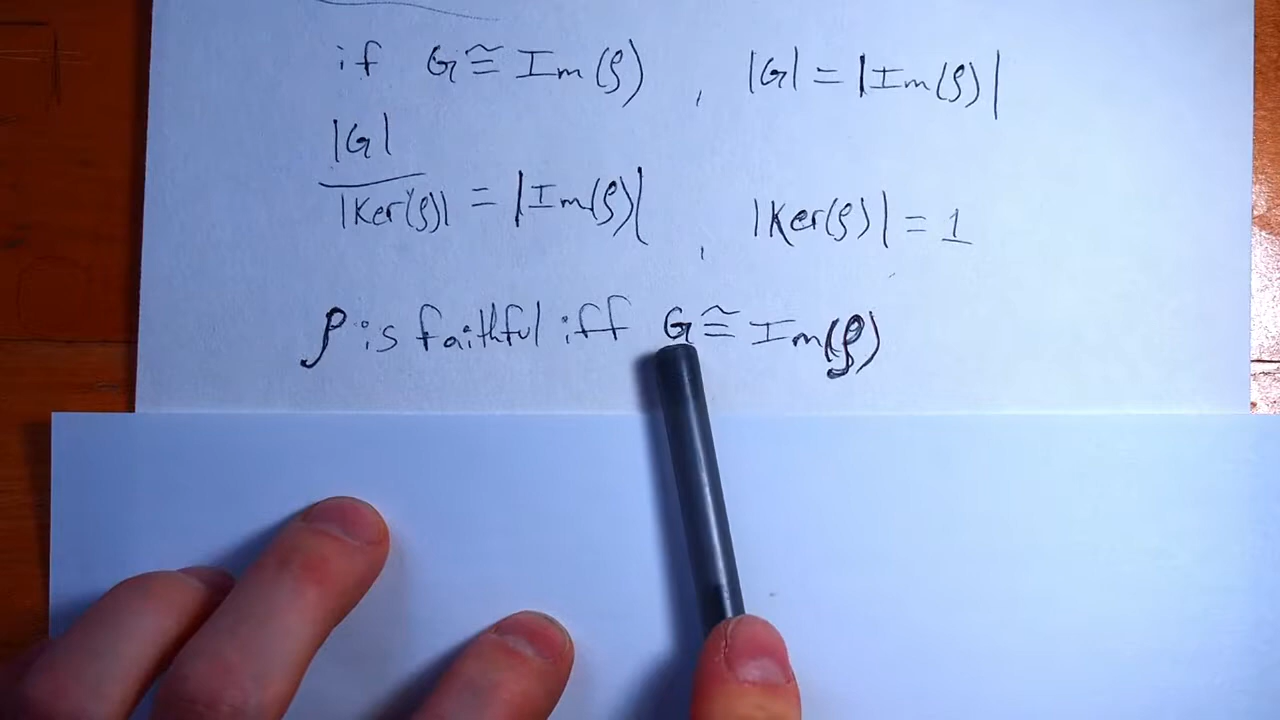 if G ≅ Im(ρ) , |G| = |Im(ρ)|
|G|
/|Ker(ρ)| = |Im(ρ)| , |Ker(ρ)| = 1
ρ is faithful iff G ≅ Im(ρ)